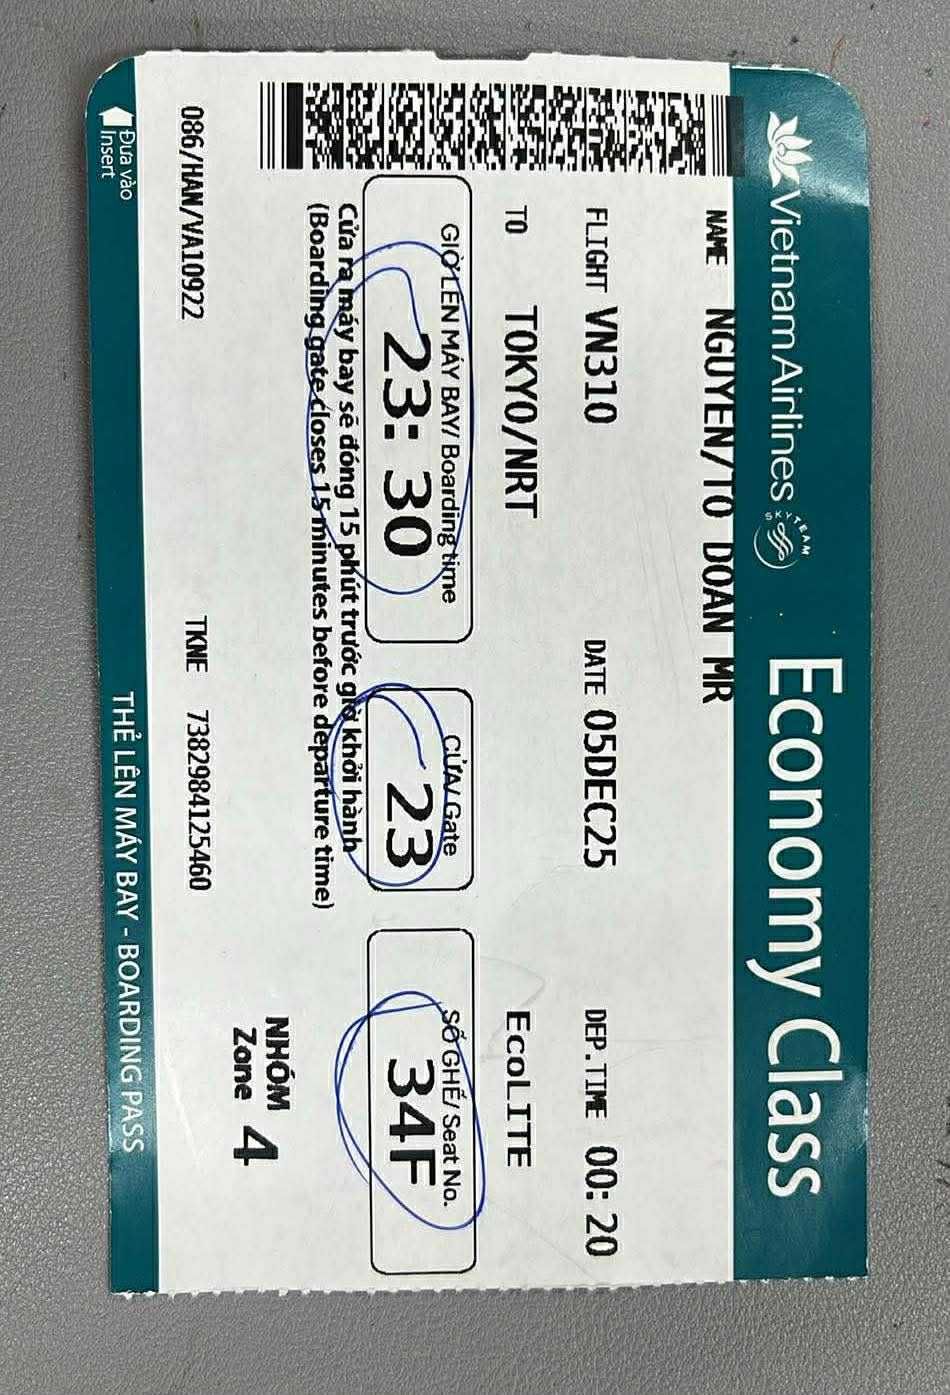 Vietnam Airlines SKYTEAM Economy Class
NAME NGUYEN/TO DOAN MR
FLIGHT VN310 DATE 05DEC25 DEP.TIME 00:20
TO TOKYO/NRT EcoLITE
GIỜ LÊN MÁY BAY/ Boarding time CỬA/ Gate SỐ GHẾ/ Seat No.
23:30 23 34F
Cửa ra máy bay sẽ đóng 15 phút trước giờ khởi hành
(Boarding gate closes 15 minutes before departure time)
NHÓM
Zone 4
086/HAN/VA10922 TKNE 7382984125460
Đưa vào
Insert
THẺ LÊN MÁY BAY - BOARDING PASS